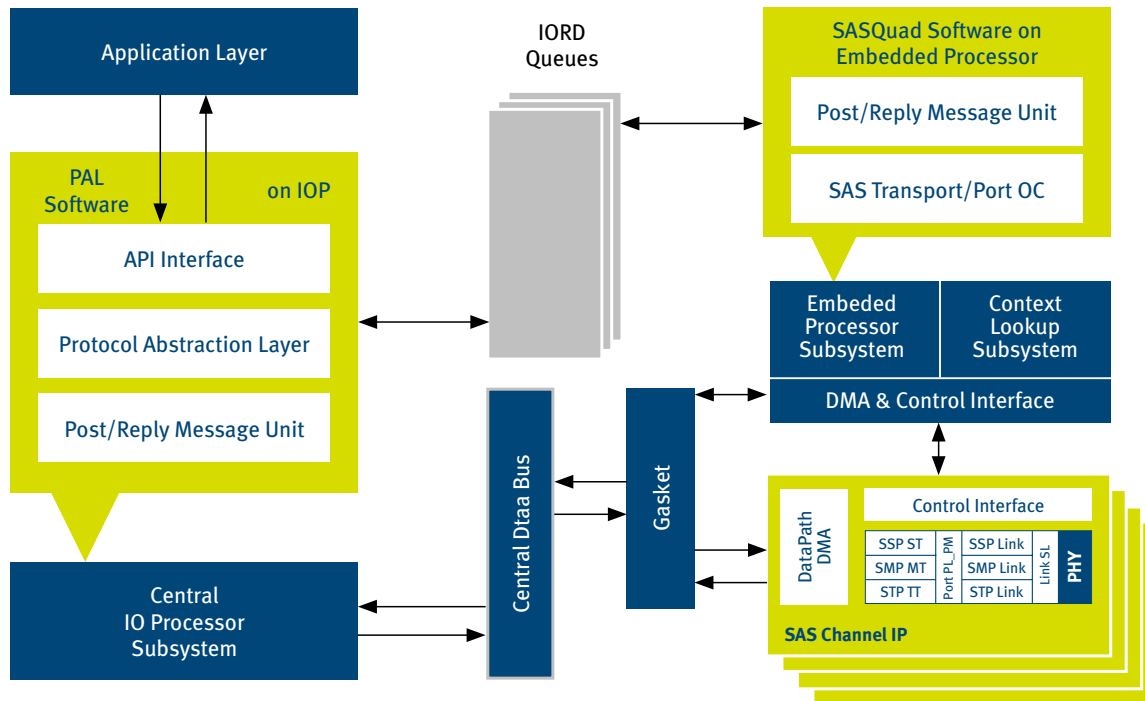 Application Layer
PAL
Software
on IOP
API Interface
Protocol Abstraction Layer
Post/Reply Message Unit
Central
IO Processor
Subsystem
IORD
Queues
Central Dtaa Bus
Gasket
SASQuad Software on
Embedded Processor
Post/Reply Message Unit
SAS Transport/Port OC
Embeded
Processor
Subsystem
Context
Lookup
Subsystem
DMA & Control Interface
DataPath
DMA
Control Interface
SSP ST
SMP MT
STP TT
Port PL_PM
SSP Link
SMP Link
STP Link
Link SL
PHY
SAS Channel IP